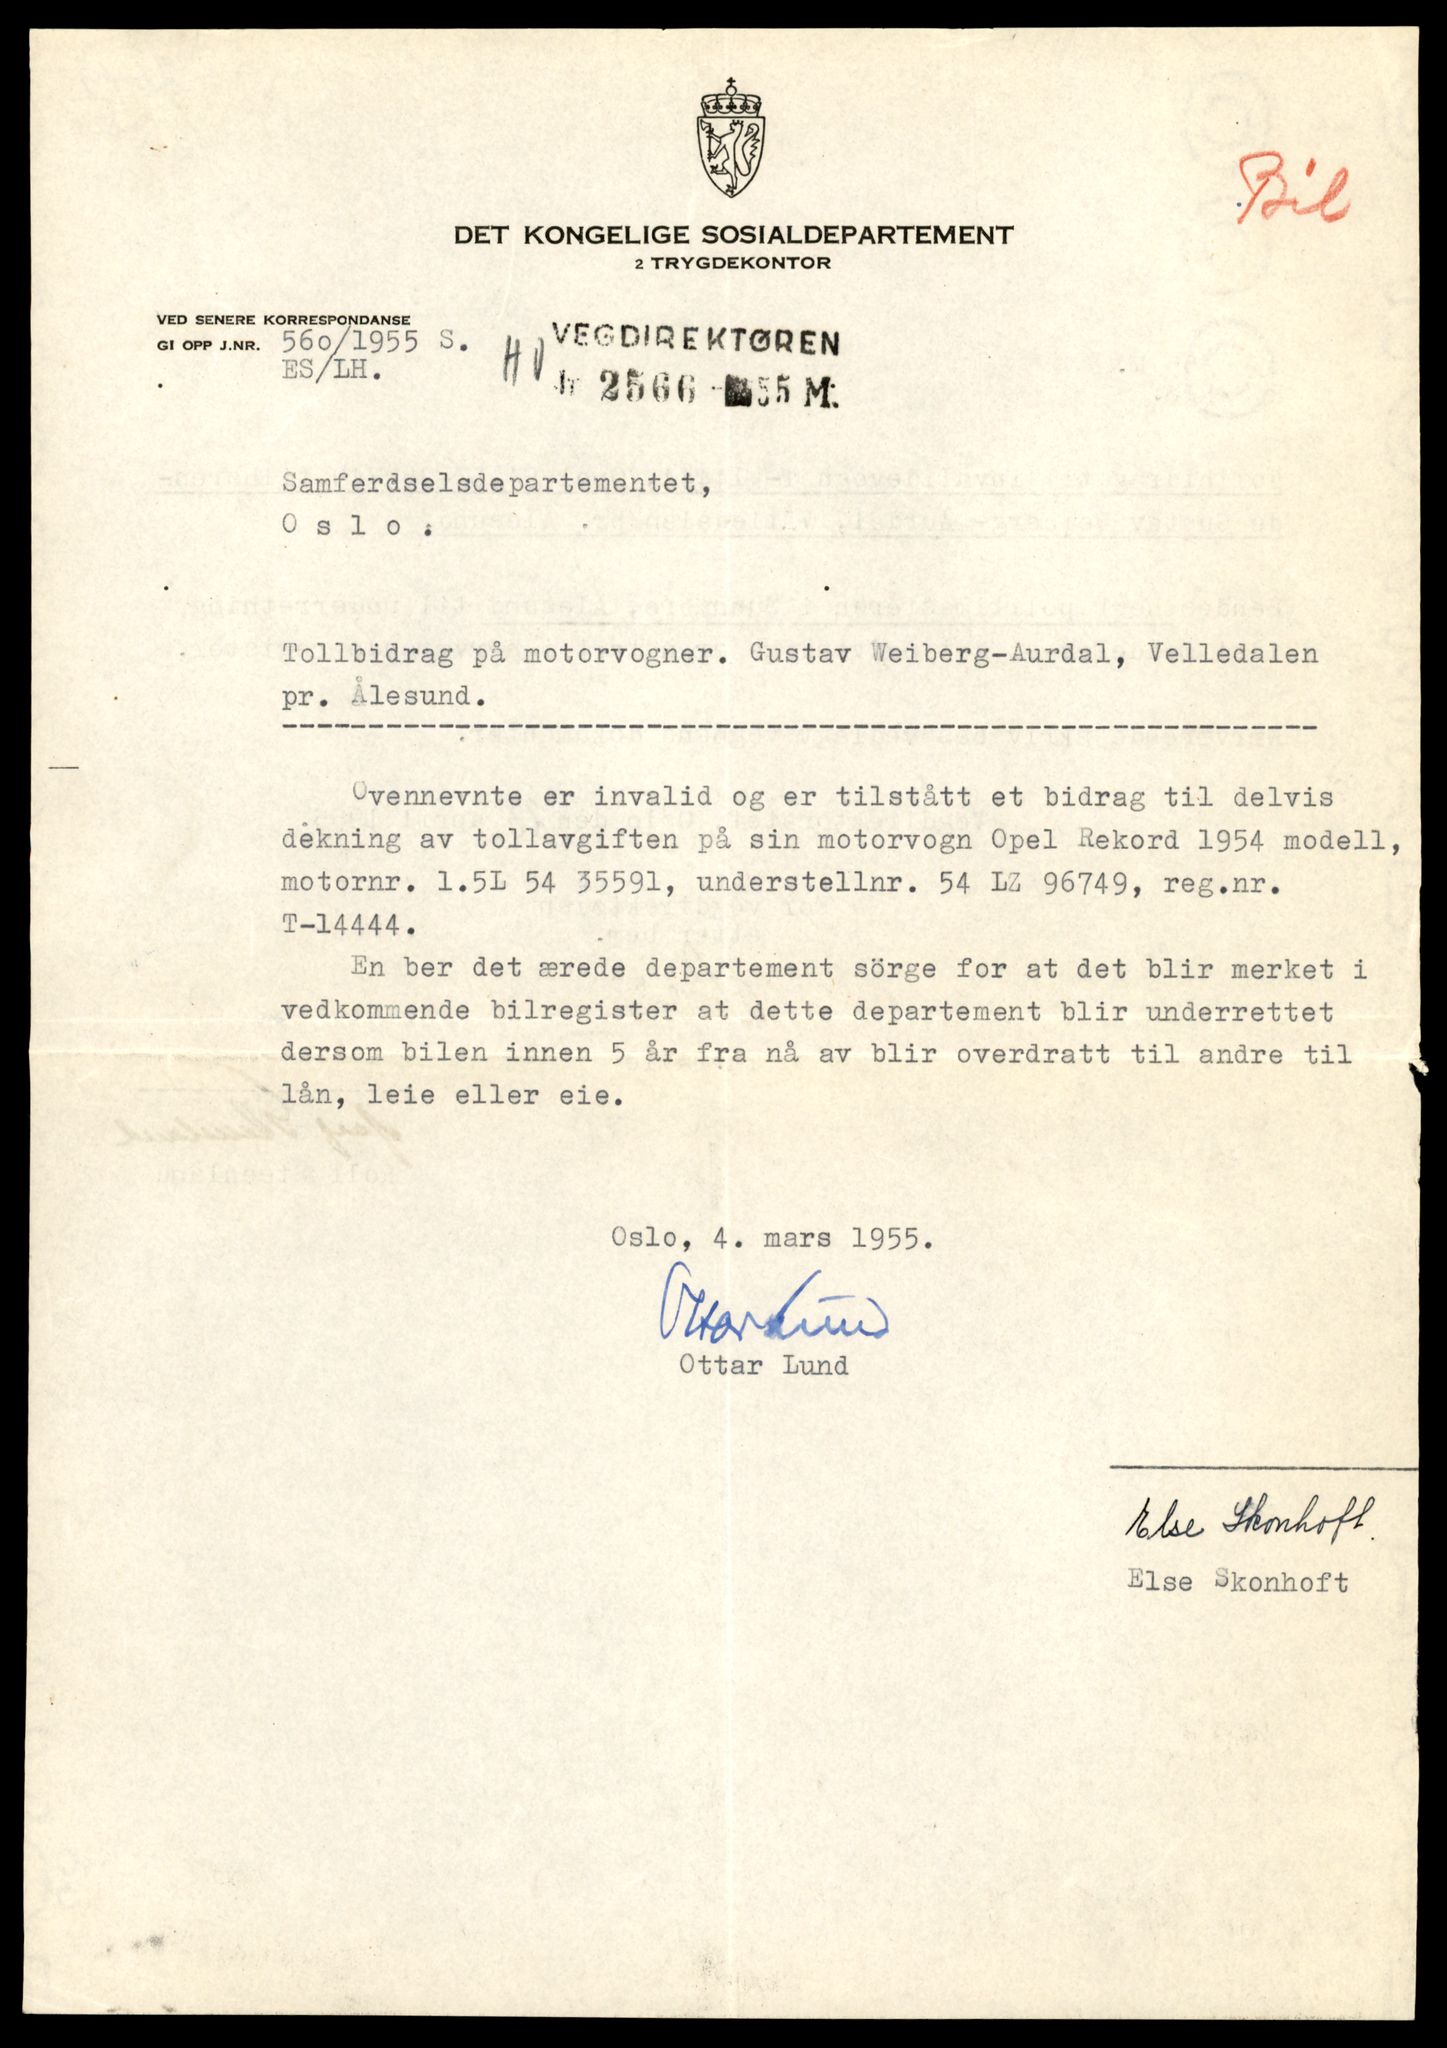 Bil
DET KONGELIGE SOSIALDEPARTEMENT
2 TRYGDEKONTOR
VED SENERE KORRESPONDANSE
GI OPP J.NR. 560/1955 S.
ES/LH.
VEGDIREKTØREN
Jr 2566 - 55 M.
Samferdselsdepartementet,
O s l o .
Tollbidrag på motorvogner. Gustav Weiberg-Aurdal, Velledalen
pr. Ålesund.
Ovennevnte er invalid og er tilstått et bidrag til delvis
dekning av tollavgiften på sin motorvogn Opel Rekord 1954 modell,
motornr. 1.5L 54 35591, understellnr. 54 LZ 96749, reg.nr.
T-14444.
En ber det ærede departement sörge for at det blir merket i
vedkommende bilregister at dette departement blir underrettet
dersom bilen innen 5 år fra nå av blir overdratt til andre til
lån, leie eller eie.
Oslo, 4. mars 1955.
Ottar Lund
Ottar Lund
Else Skonhoft.
Else Skonhoft